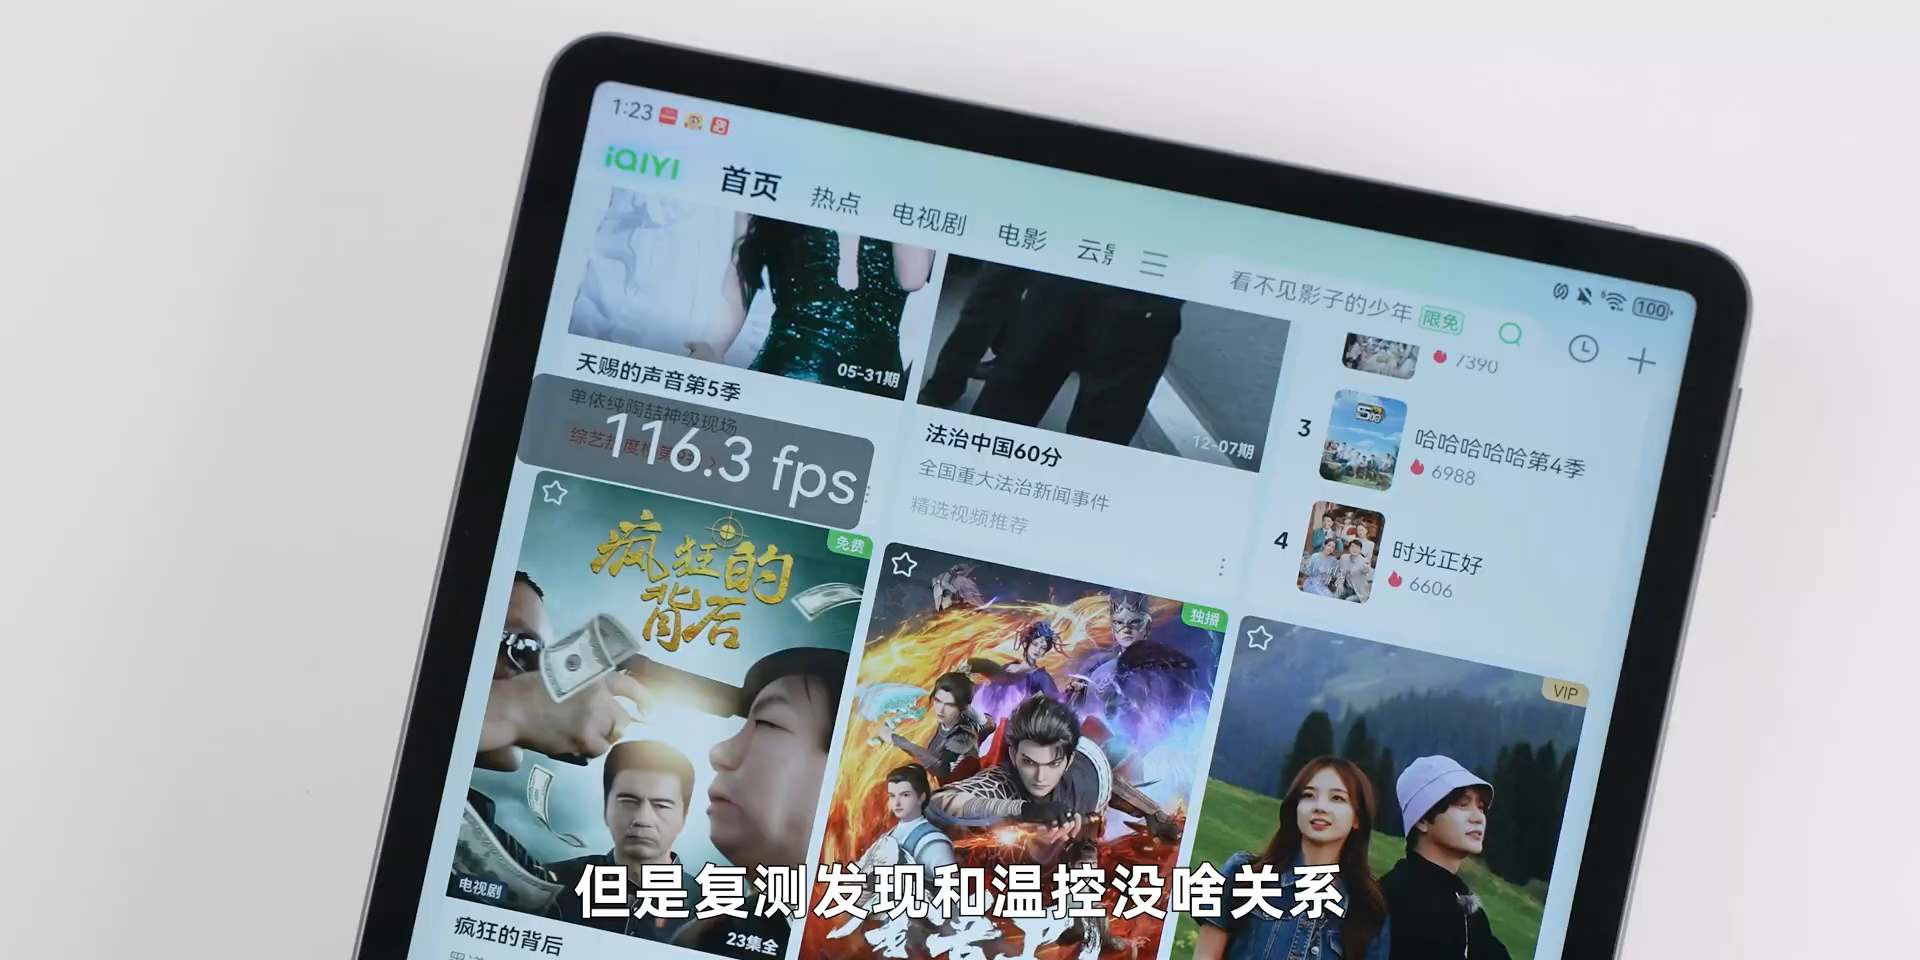 1:23
100
iQIYI
首页 热点 电视剧 电影
看不见影子的少年 限免
05-31期
天赐的声音第5季
单依纯陶喆神级现场
116.3 fps
12-07期
法治中国60分
全国重大法治新闻事件
精选视频推荐
7390
3
哈哈哈哈哈第4季
6988
4
时光正好
6606
免费
疯狂的背后
电视剧
23集全
疯狂的背后
独播
VIP
但是复测发现和温控没啥关系